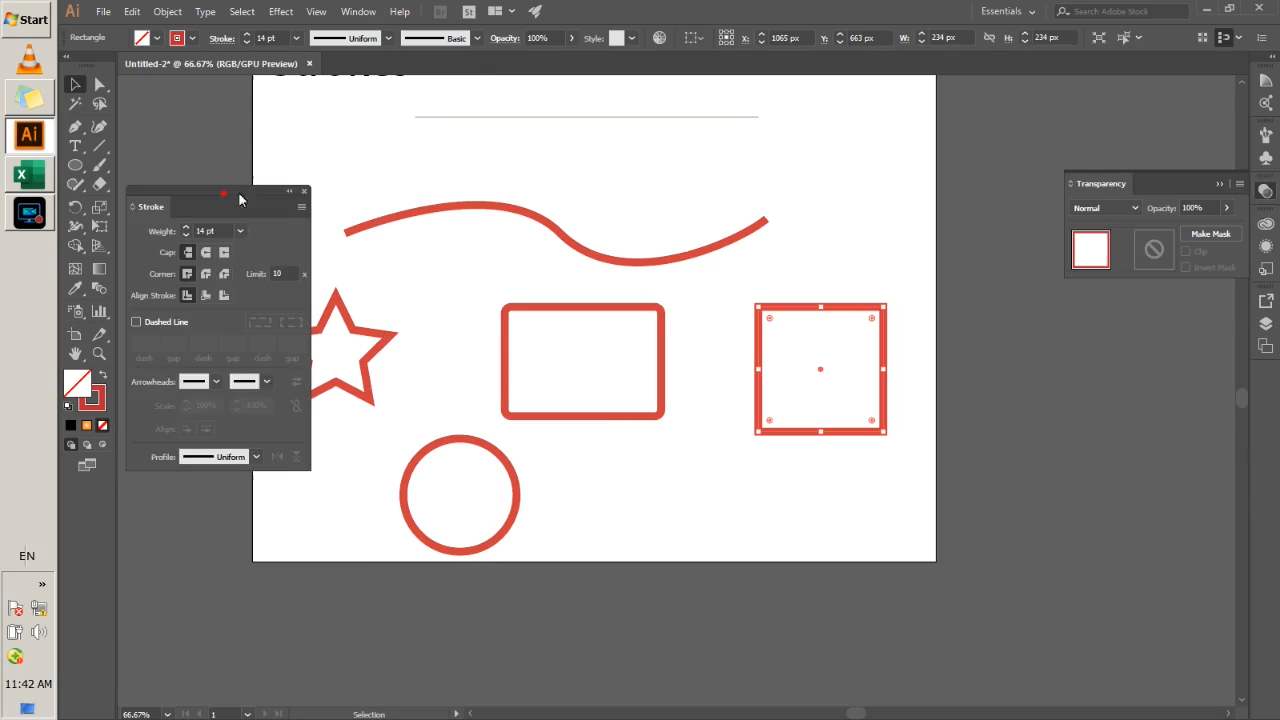 Start
Ai File Edit Object Type Select Effect View Window Help Br St Essentials Search Adobe Stock
Rectangle Stroke: 14 pt Uniform Basic Opacity: 100% Style: X: 1065 px Y: 663 px W: 234 px H: 234 px
Untitled-2* @ 66.67% (RGB/GPU Preview)
Stroke
Weight: 14 pt
Cap:
Corner: Limit: 10 x
Align Stroke:
Dashed Line
dash gap dash gap dash gap
Arrowheads:
Scale: 100% 100%
Align:
Profile: Uniform
Transparency
Normal Opacity: 100%
Make Mask
Clip
Invert Mask
Ai
EN
11:42 AM
66.67% 1 Selection